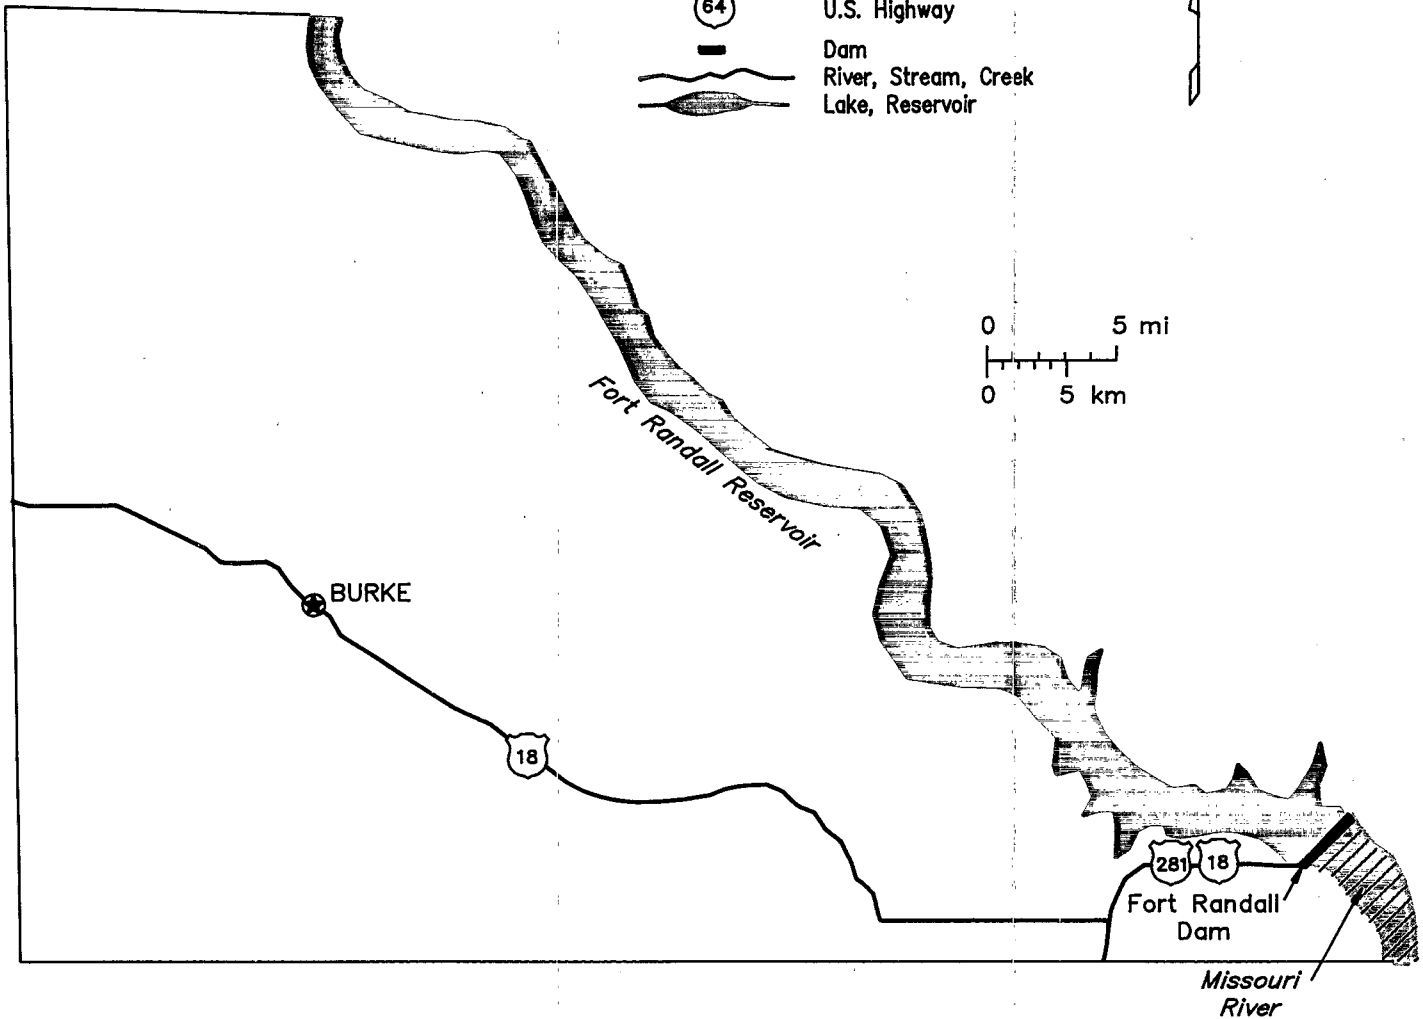 64 U.S. Highway
Dam
River, Stream, Creek
Lake, Reservoir
0 5 mi
0 5 km
Fort Randall Reservoir
BURKE
18
281 18
Fort Randall
Dam
Missouri
River